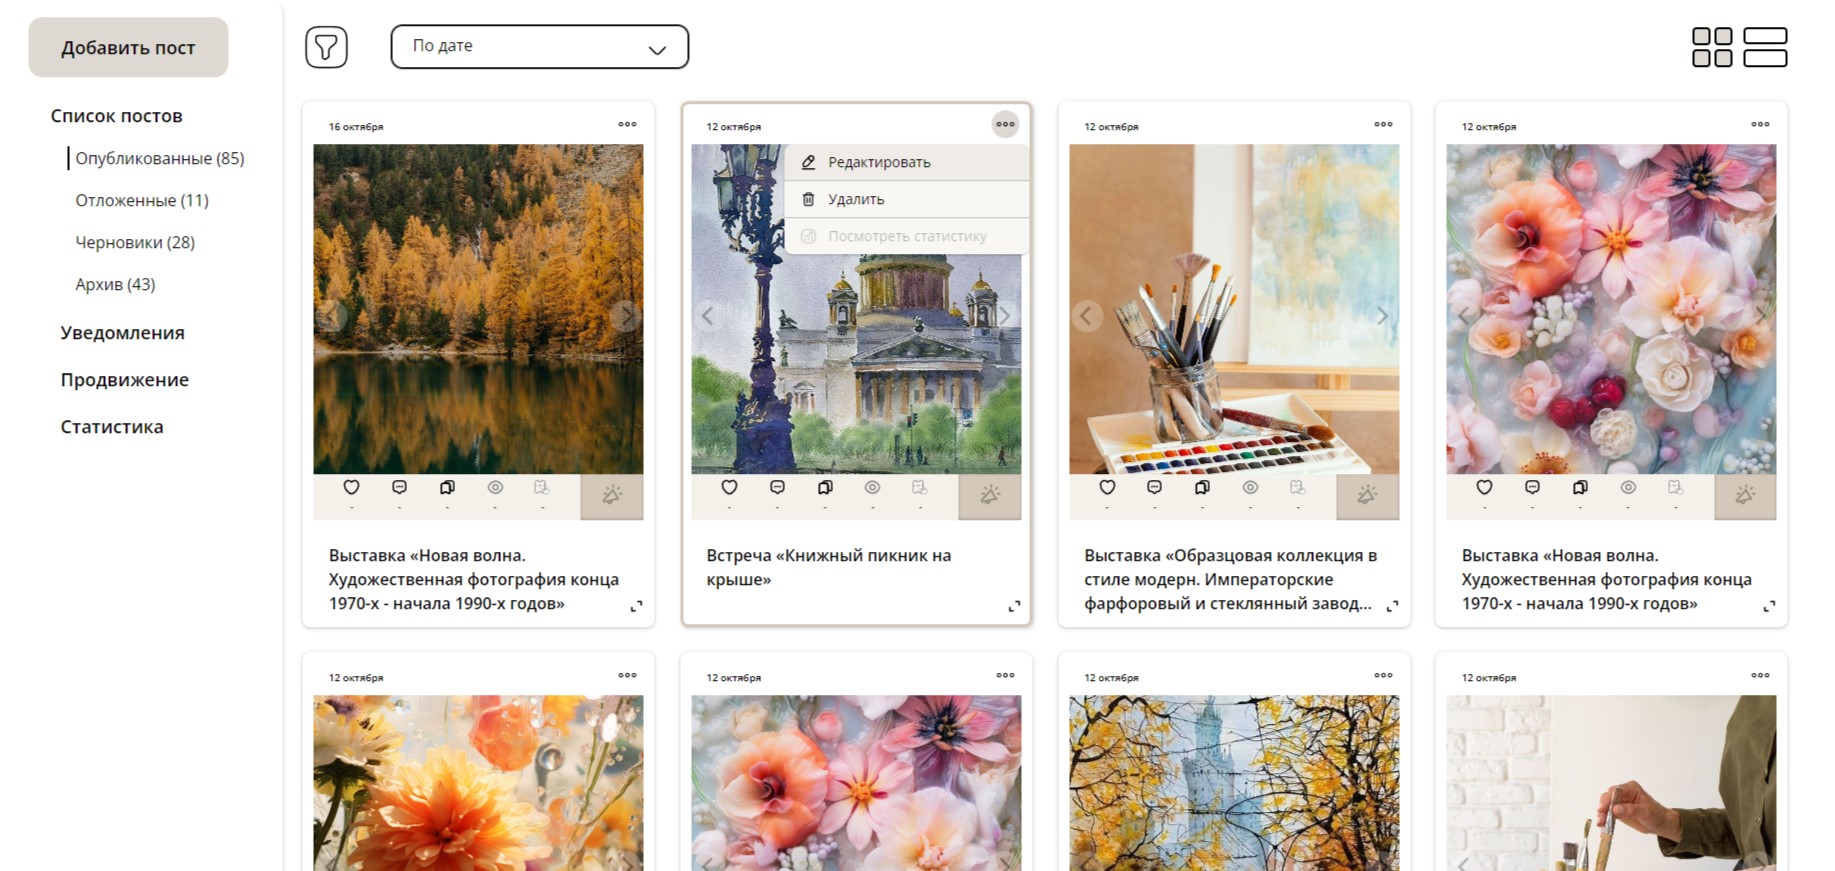 Добавить пост
Список постов
Опубликованные (85)
Отложенные (11)
Черновики (28)
Архив (43)
Уведомления
Продвижение
Статистика
По дате
16 октября
Выставка «Новая волна.
Художественная фотография конца
1970-х - начала 1990-х годов»
12 октября
Редактировать
Удалить
Посмотреть статистику
Встреча «Книжный пикник на
крыше»
12 октября
Выставка «Образцовая коллекция в
стиле модерн. Императорские
фарфоровый и стеклянный завод...
12 октября
Выставка «Новая волна.
Художественная фотография конца
1970-х - начала 1990-х годов»
12 октября
12 октября
12 октября
12 октября